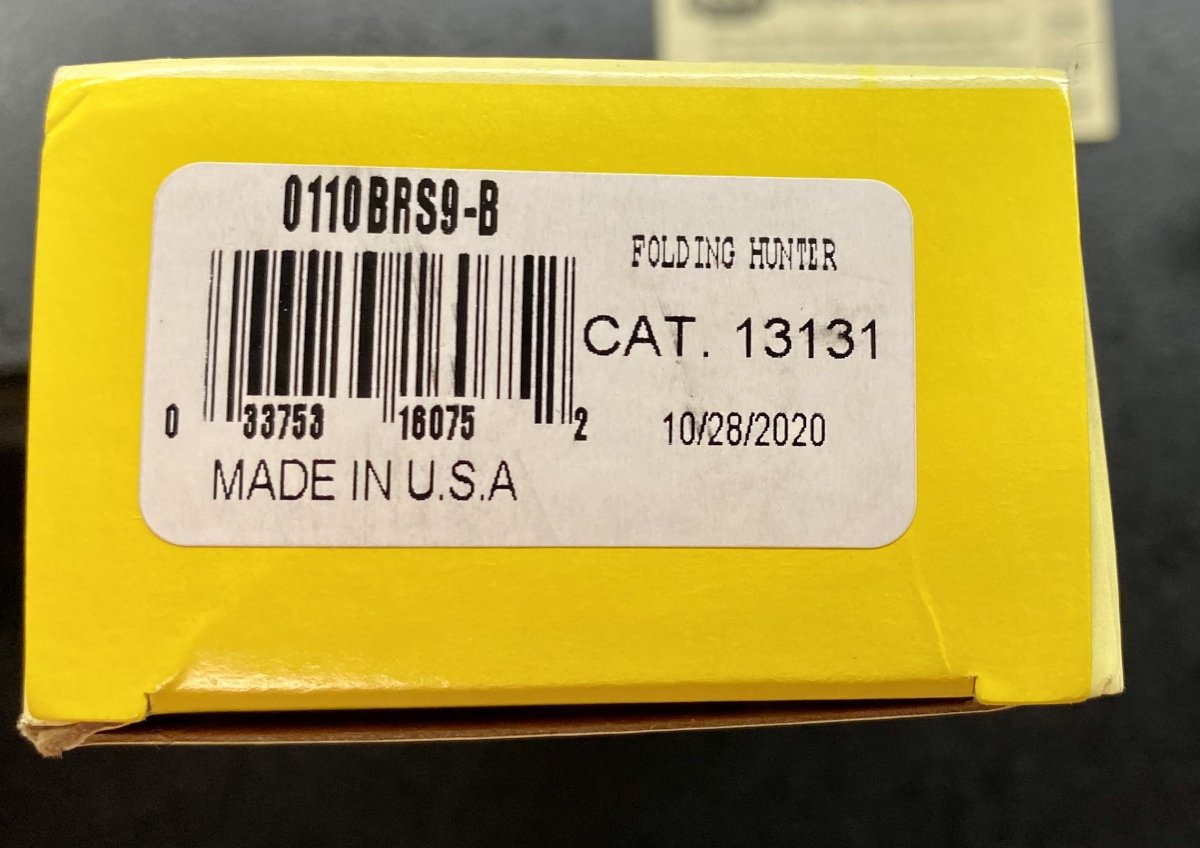 0110BRS9-B
FOLDING HUNTER
CAT. 13131
0 33753 16075 2
10/28/2020
MADE IN U.S.A